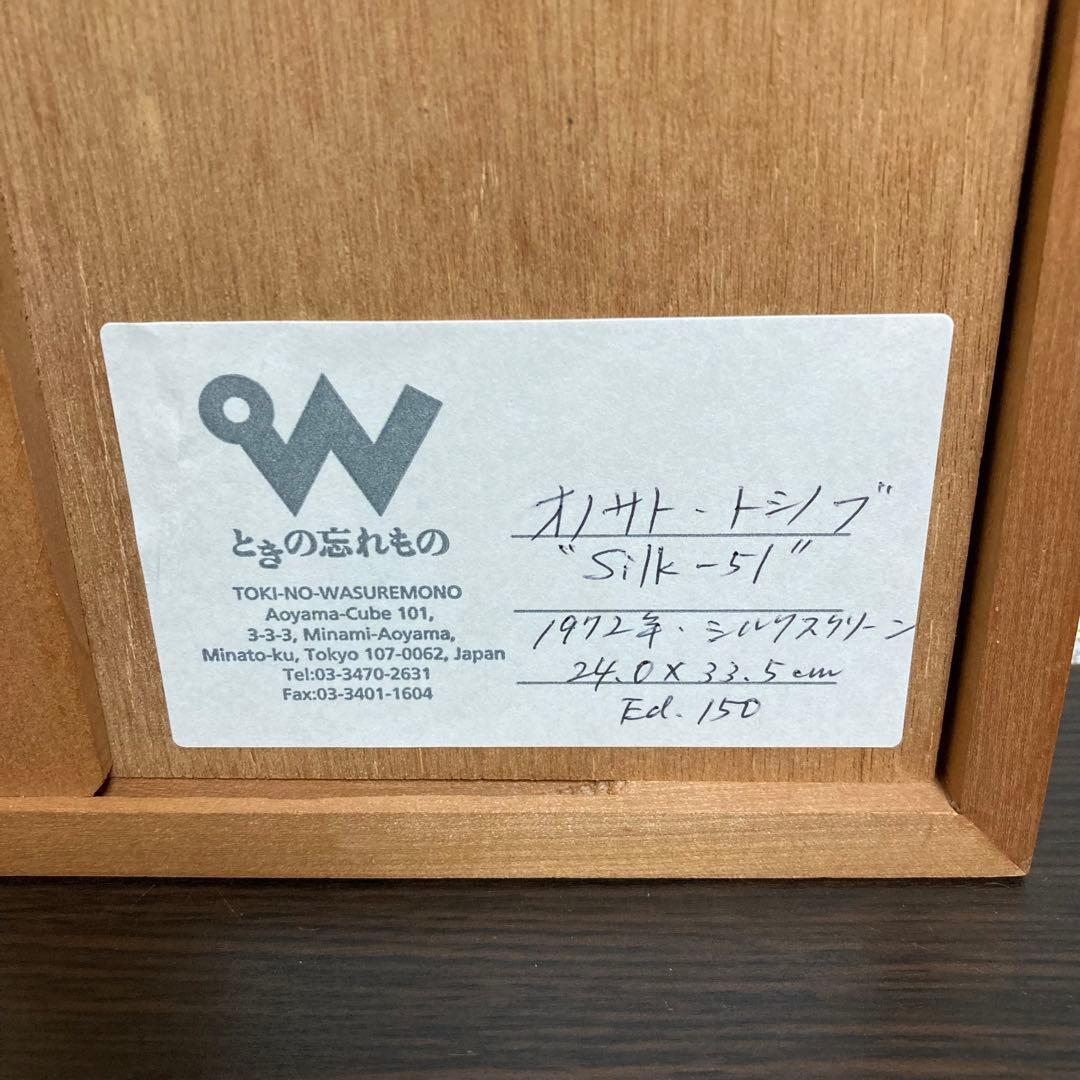 ときの忘れもの
TOKI-NO-WASUREMONO
Aoyama-Cube 101,
3-3-3, Minami-Aoyama,
Minato-ku, Tokyo 107-0062, Japan
Tel:03-3470-2631
Fax:03-3401-1604
オノサト・トシノブ
"Silk-51"
1972年・シルクスクリーン
24.0×33.5cm
Ed. 150